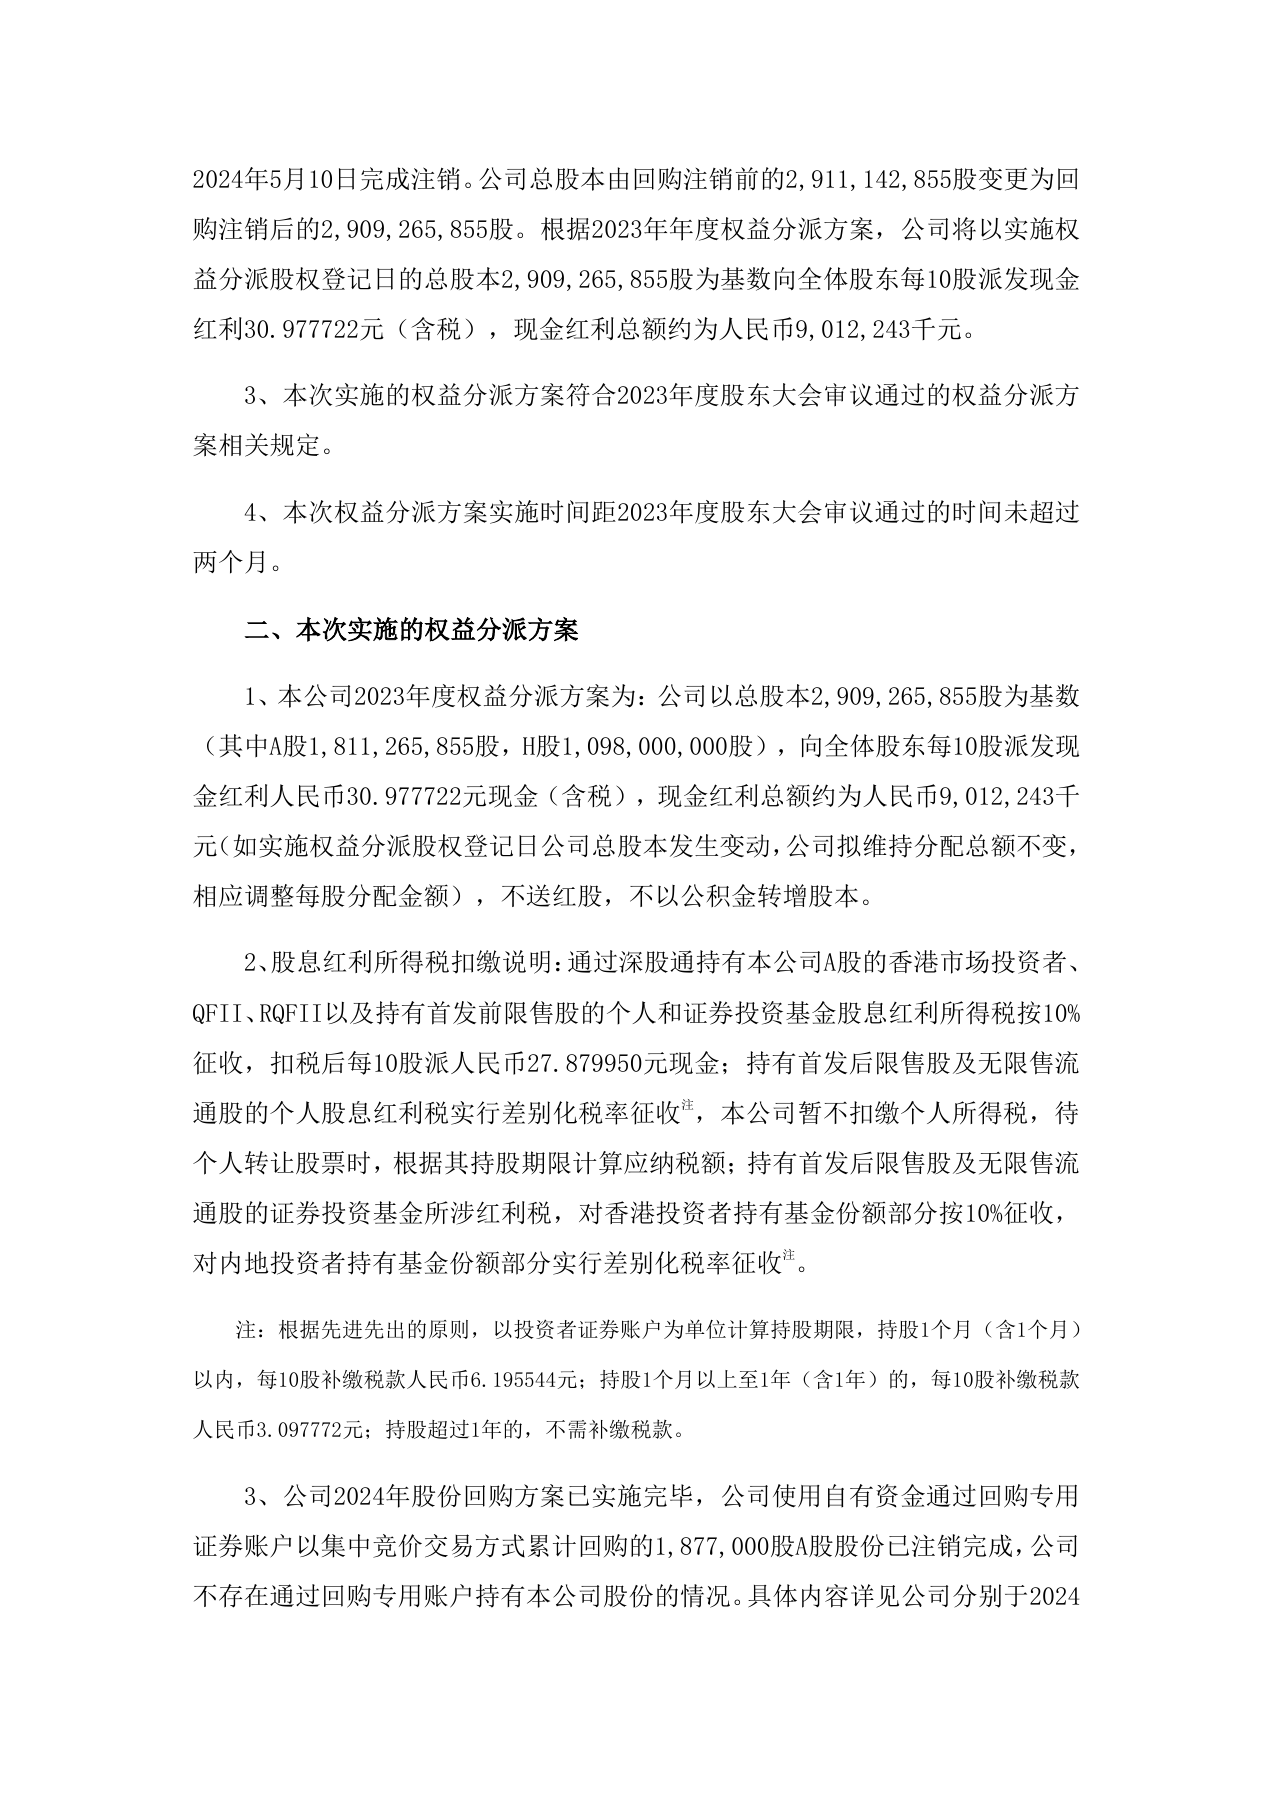 2024年5月10日完成注销。公司总股本由回购注销前的2,911,142,855股变更为回
购注销后的2,909,265,855股。根据2023年年度权益分派方案，公司将以实施权
益分派股权登记日的总股本2,909,265,855股为基数向全体股东每10股派发现金
红利30.977722元（含税），现金红利总额约为人民币9,012,243千元。
3、本次实施的权益分派方案符合2023年度股东大会审议通过的权益分派方
案相关规定。
4、本次权益分派方案实施时间距2023年度股东大会审议通过的时间未超过
两个月。
二、本次实施的权益分派方案
1、本公司2023年度权益分派方案为：公司以总股本2,909,265,855股为基数
（其中A股1,811,265,855股，H股1,098,000,000股），向全体股东每10股派发现
金红利人民币30.977722元现金（含税），现金红利总额约为人民币9,012,243千
元（如实施权益分派股权登记日公司总股本发生变动，公司拟维持分配总额不变，
相应调整每股分配金额），不送红股，不以公积金转增股本。
2、股息红利所得税扣缴说明：通过深股通持有本公司A股的香港市场投资者、
QFII、RQFII以及持有首发前限售股的个人和证券投资基金股息红利所得税按10%
征收，扣税后每10股派人民币27.879950元现金；持有首发后限售股及无限售流
通股的个人股息红利税实行差别化税率征收注，本公司暂不扣缴个人所得税，待
个人转让股票时，根据其持股期限计算应纳税额；持有首发后限售股及无限售流
通股的证券投资基金所涉红利税，对香港投资者持有基金份额部分按10%征收，
对内地投资者持有基金份额部分实行差别化税率征收注。
注：根据先进先出的原则，以投资者证券账户为单位计算持股期限，持股1个月（含1个月）
以内，每10股补缴税款人民币6.195544元；持股1个月以上至1年（含1年）的，每10股补缴税款
人民币3.097772元；持股超过1年的，不需补缴税款。
3、公司2024年股份回购方案已实施完毕，公司使用自有资金通过回购专用
证券账户以集中竞价交易方式累计回购的1,877,000股A股股份已注销完成，公司
不存在通过回购专用账户持有本公司股份的情况。具体内容详见公司分别于2024